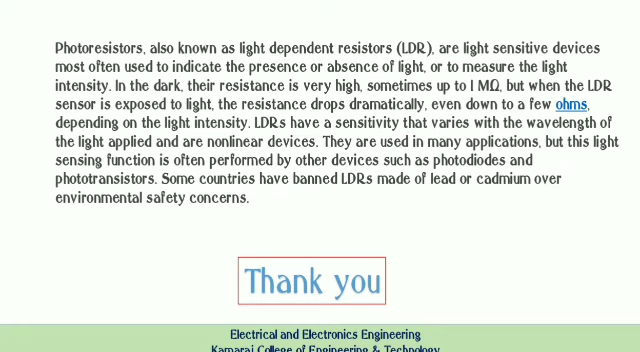 Photoresistors, also known as light dependent resistors (LDR), are light sensitive devices
most often used to indicate the presence or absence of light, or to measure the light
intensity. In the dark, their resistance is very high, sometimes up to 1 MΩ, but when the LDR
sensor is exposed to light, the resistance drops dramatically, even down to a few ohms,
depending on the light intensity. LDRs have a sensitivity that varies with the wavelength of
the light applied and are nonlinear devices. They are used in many applications, but this light
sensing function is often performed by other devices such as photodiodes and
phototransistors. Some countries have banned LDRs made of lead or cadmium over
environmental safety concerns.
Thank you
Electrical and Electronics Engineering
Kamaraj College of Engineering & Technology